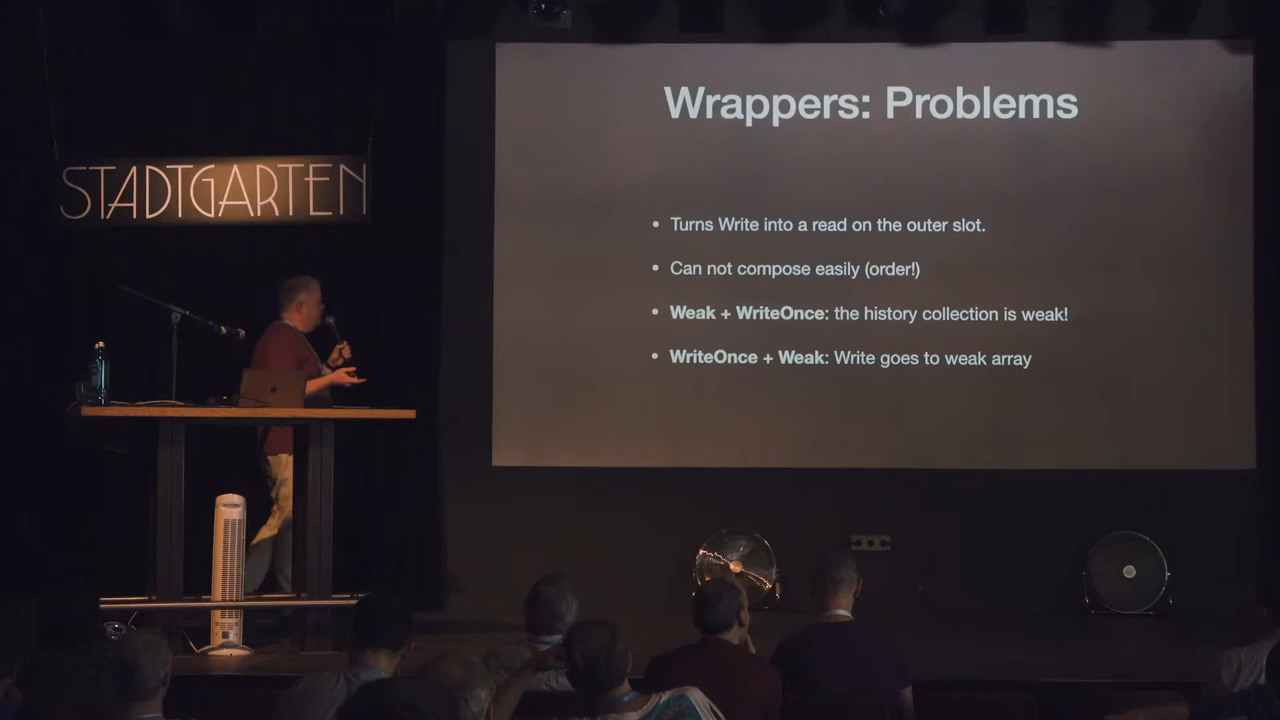 STADTGARTEN
Wrappers: Problems
• Turns Write into a read on the outer slot.
• Can not compose easily (order!)
• Weak + WriteOnce: the history collection is weak!
• WriteOnce + Weak: Write goes to weak array